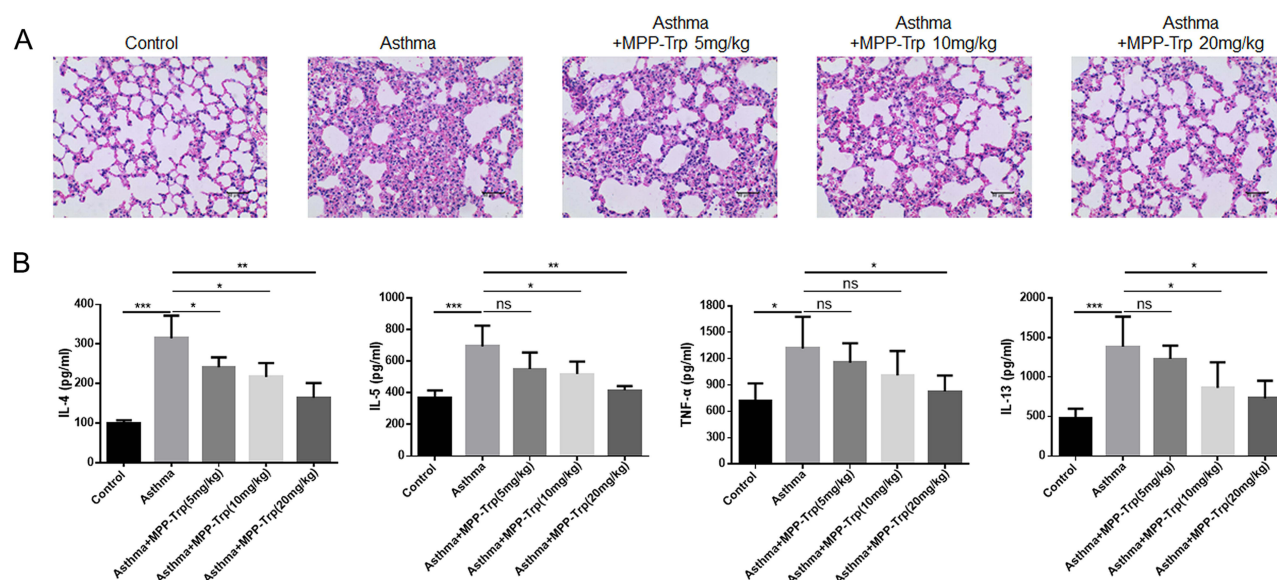 A
Control
Asthma
Asthma
+MPP-Trp 5mg/kg
Asthma
+MPP-Trp 10mg/kg
Asthma
+MPP-Trp 20mg/kg
B
**
*
***
*
IL-4 (pg/ml)
400
300
200
100
0
Control
Asthma
Asthma+MPP-Trp(5mg/kg)
Asthma+MPP-Trp(10mg/kg)
Asthma+MPP-Trp(20mg/kg)
**
*
***
ns
IL-5 (pg/ml)
1000
800
600
400
200
0
Control
Asthma
Asthma+MPP-Trp(5mg/kg)
Asthma+MPP-Trp(10mg/kg)
Asthma+MPP-Trp(20mg/kg)
*
ns
*
ns
TNF-α (pg/ml)
1800
1500
1200
900
600
300
0
Control
Asthma
Asthma+MPP-Trp(5mg/kg)
Asthma+MPP-Trp(10mg/kg)
Asthma+MPP-Trp(20mg/kg)
*
*
***
ns
IL-13 (pg/ml)
2000
1500
1000
500
0
Control
Asthma
Asthma+MPP-Trp(5mg/kg)
Asthma+MPP-Trp(10mg/kg)
Asthma+MPP-Trp(20mg/kg)